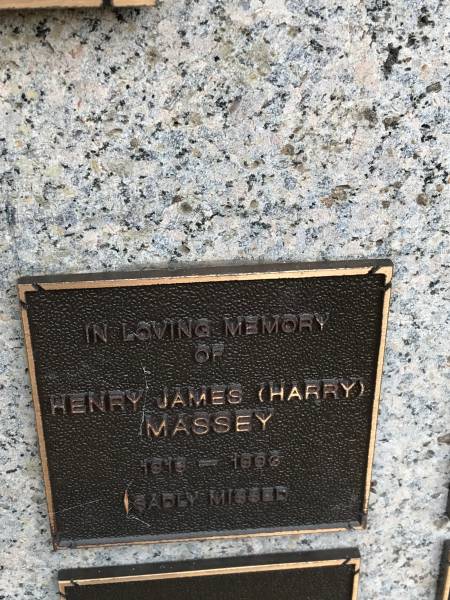 IN LOVING MEMORY
OF
HENRY JAMES (HARRY)
MASSEY
SADLY MISSED